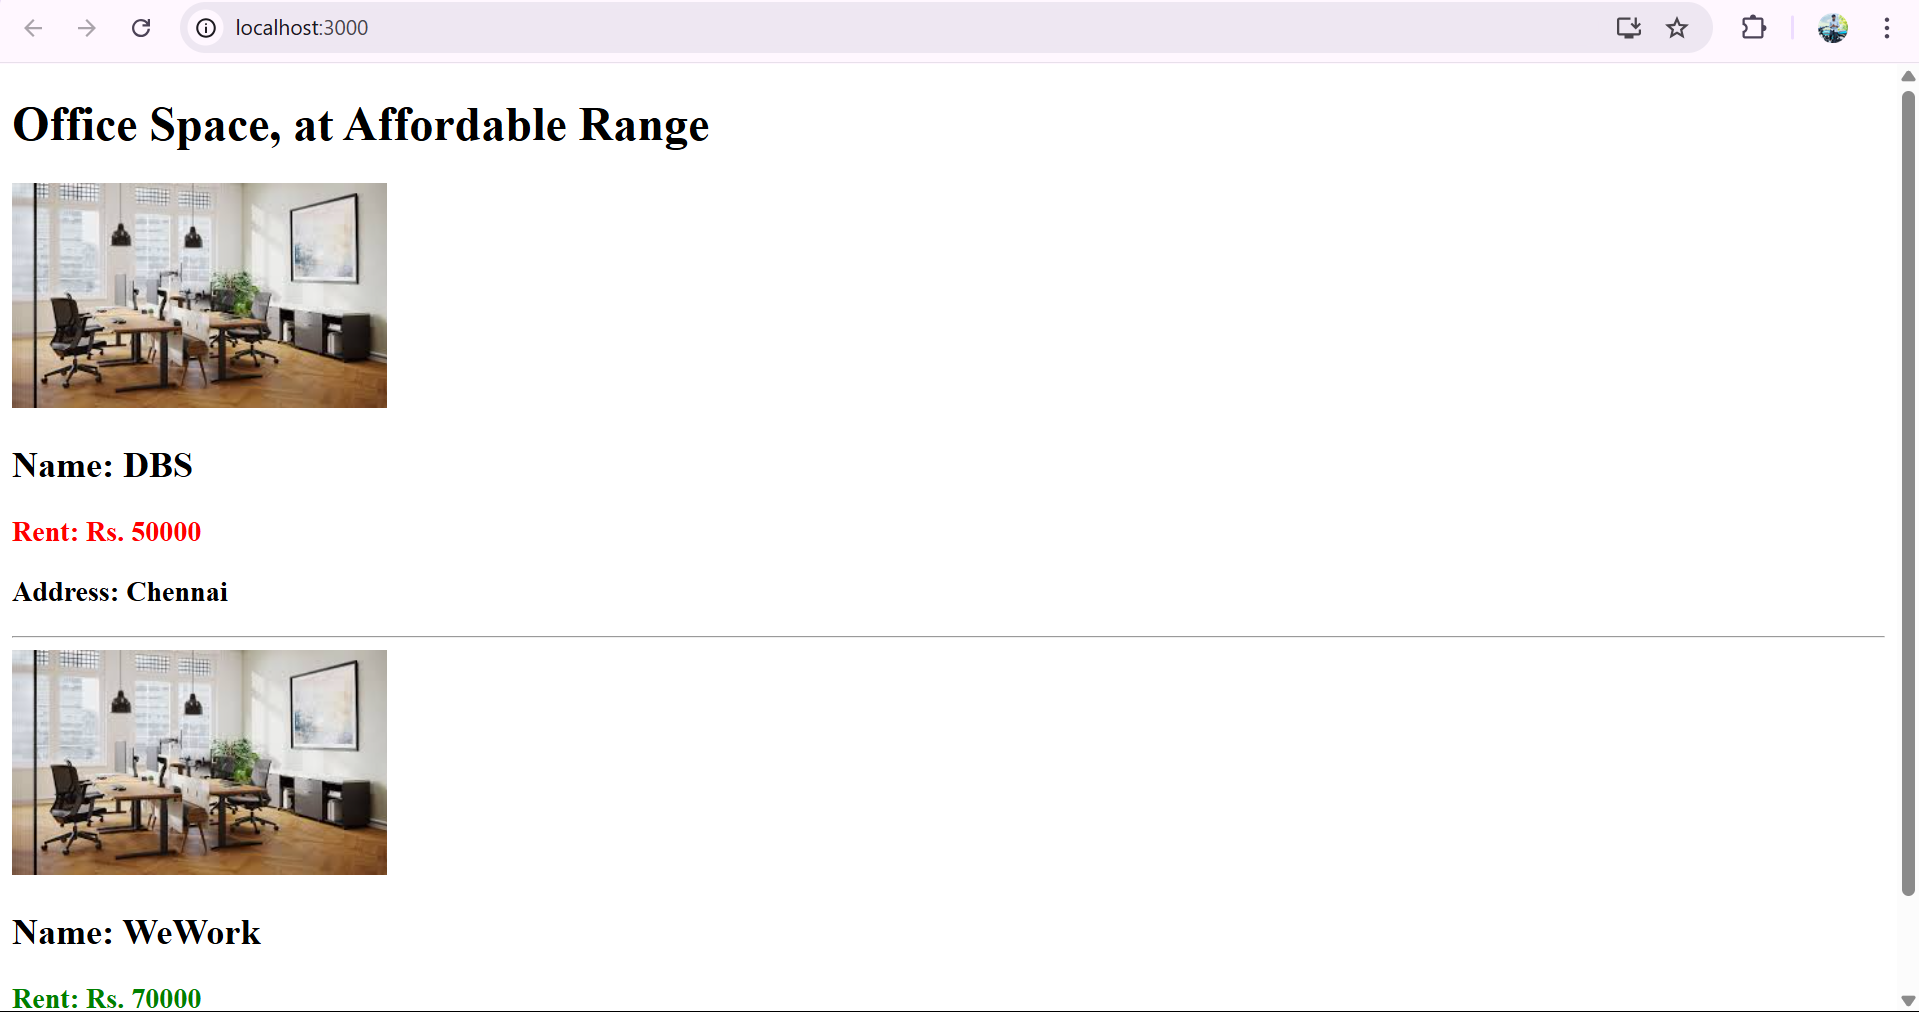 localhost:3000
Office Space, at Affordable Range
Name: DBS
Rent: Rs. 50000
Address: Chennai
Name: WeWork
Rent: Rs. 70000